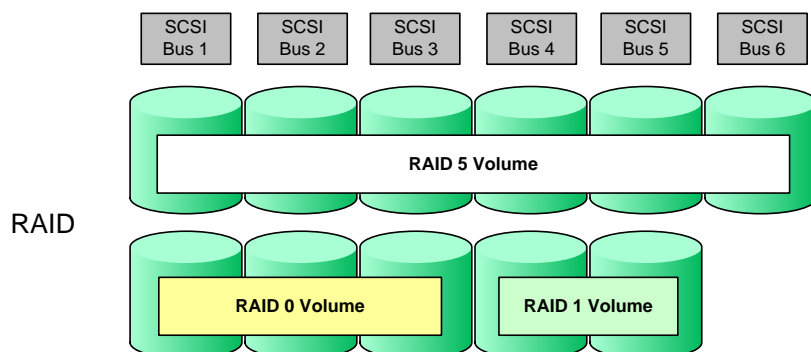 SCSI
Bus 1
SCSI
Bus 2
SCSI
Bus 3
SCSI
Bus 4
SCSI
Bus 5
SCSI
Bus 6
RAID 5 Volume
RAID
RAID 0 Volume
RAID 1 Volume